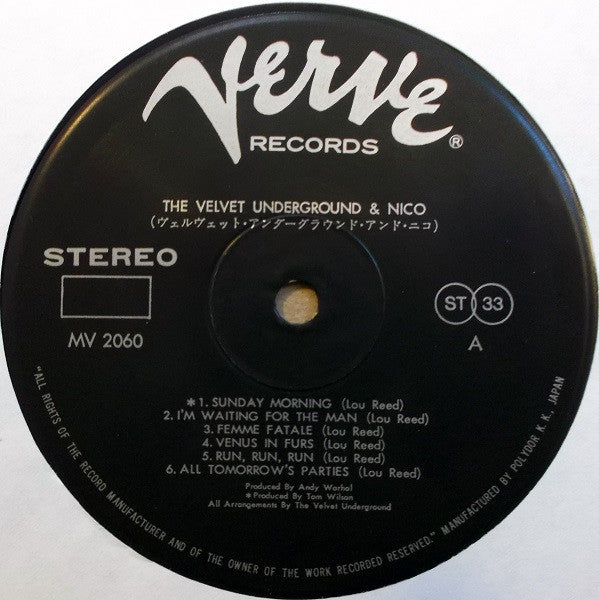 Verve®
RECORDS
THE VELVET UNDERGROUND & NICO
(ヴェルヴェット・アンダーグラウンド・アンド・ニコ)
STEREO
ST 33
MV 2060
A
*1. SUNDAY MORNING (Lou Reed)
2. I'M WAITING FOR THE MAN (Lou Reed)
3. FEMME FATALE (Lou Reed)
4. VENUS IN FURS (Lou Reed)
5. RUN, RUN, RUN (Lou Reed)
6. ALL TOMORROW'S PARTIES (Lou Reed)
Produced by Andy Warhol
*Produced By Tom Wilson
All Arrangements By The Velvet Underground
"ALL RIGHTS OF THE RECORD MANUFACTURER AND OF THE OWNER OF THE WORK RECORDED RESERVED." MANUFACTURED BY POLYDOR K. K., JAPAN